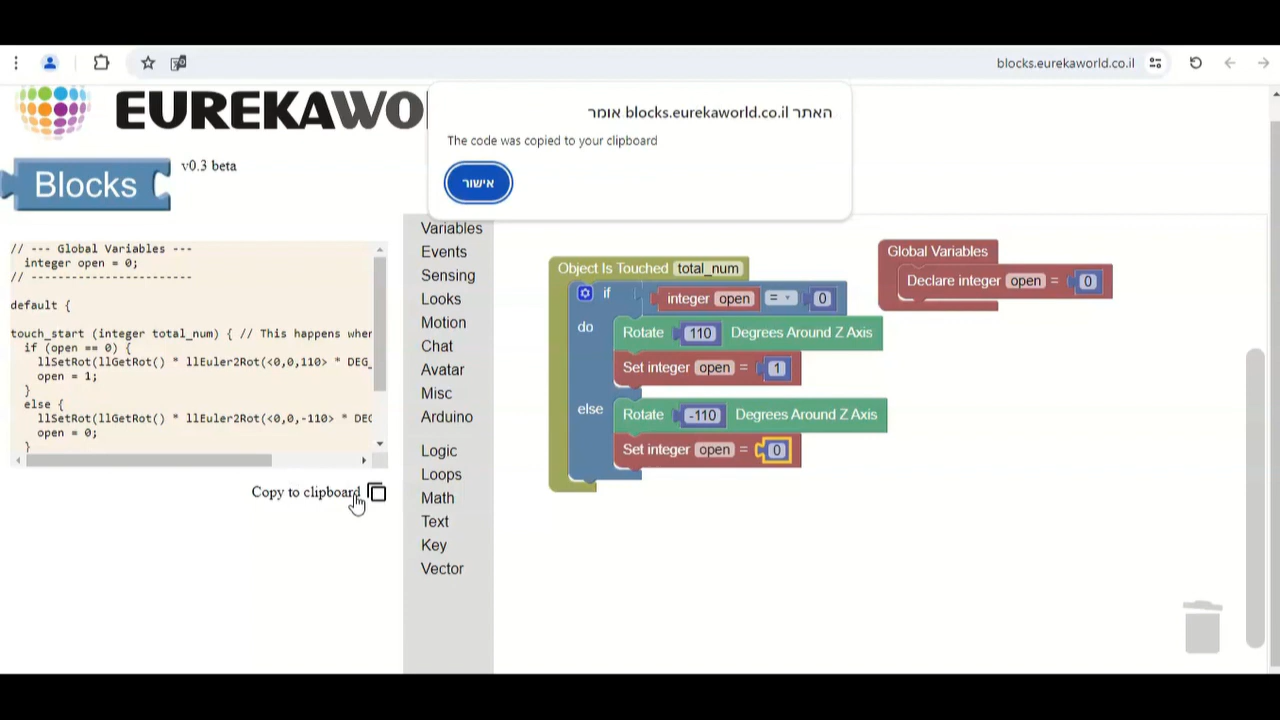 blocks.eurekaworld.co.il
EUREKAWO
האתר blocks.eurekaworld.co.il אומר
The code was copied to your clipboard
אישור
Blocks
v0.3 beta
// --- Global Variables ---
integer open = 0;
// -----------------------
default {
touch_start (integer total_num) { // This happens when
if (open == 0) {
llSetRot(llGetRot() * llEuler2Rot(<0,0,110> * DEG_
open = 1;
}
else {
llSetRot(llGetRot() * llEuler2Rot(<0,0,-110> * DEG
open = 0;
}
Copy to clipboard
Variables
Events
Sensing
Looks
Motion
Chat
Avatar
Misc
Arduino
Logic
Loops
Math
Text
Key
Vector
Object Is Touched total_num
if integer open = 0
do Rotate 110 Degrees Around Z Axis
Set integer open = 1
else Rotate -110 Degrees Around Z Axis
Set integer open = 0
Global Variables
Declare integer open = 0